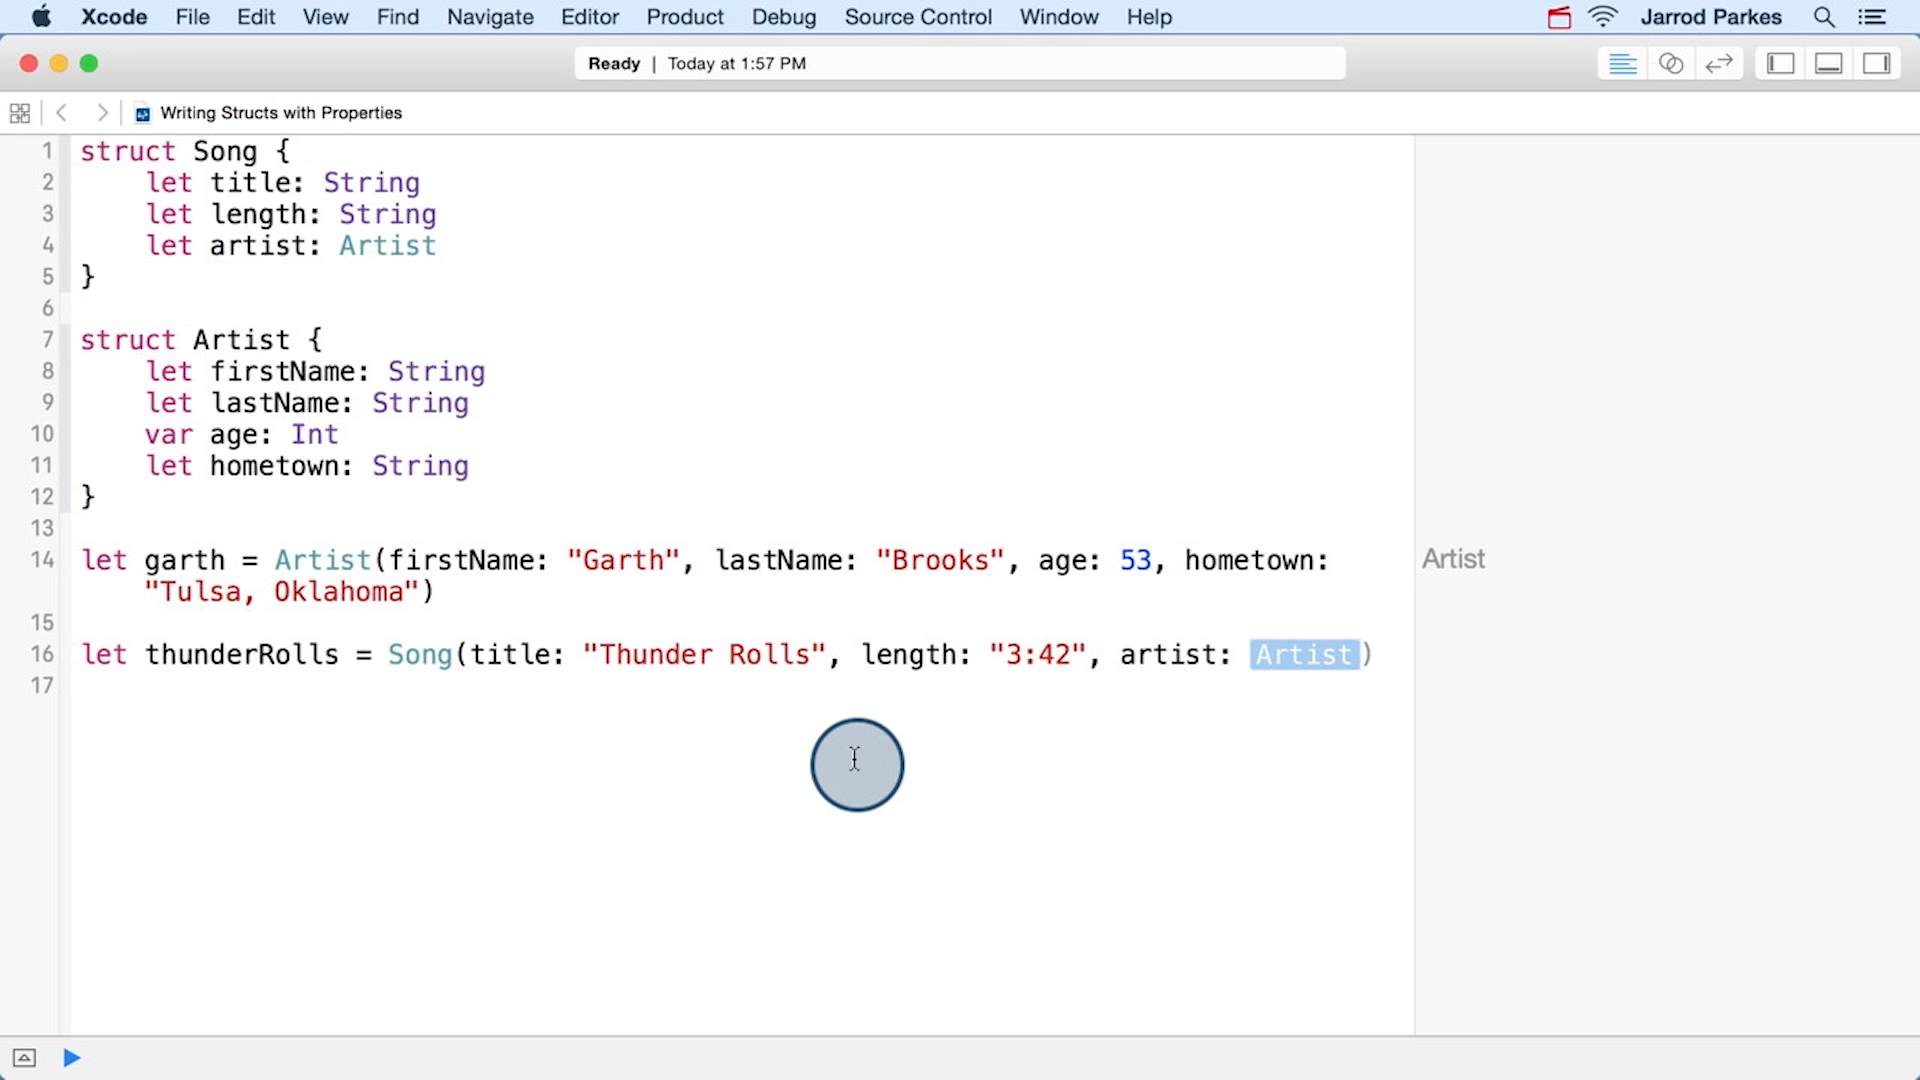 Xcode File Edit View Find Navigate Editor Product Debug Source Control Window Help Jarrod Parkes
Ready | Today at 1:57 PM
Writing Structs with Properties
1 struct Song {
2 let title: String
3 let length: String
4 let artist: Artist
5 }
6
7 struct Artist {
8 let firstName: String
9 let lastName: String
10 var age: Int
11 let hometown: String
12 }
13
14 let garth = Artist(firstName: "Garth", lastName: "Brooks", age: 53, hometown: Artist
"Tulsa, Oklahoma")
15
16 let thunderRolls = Song(title: "Thunder Rolls", length: "3:42", artist: Artist)
17